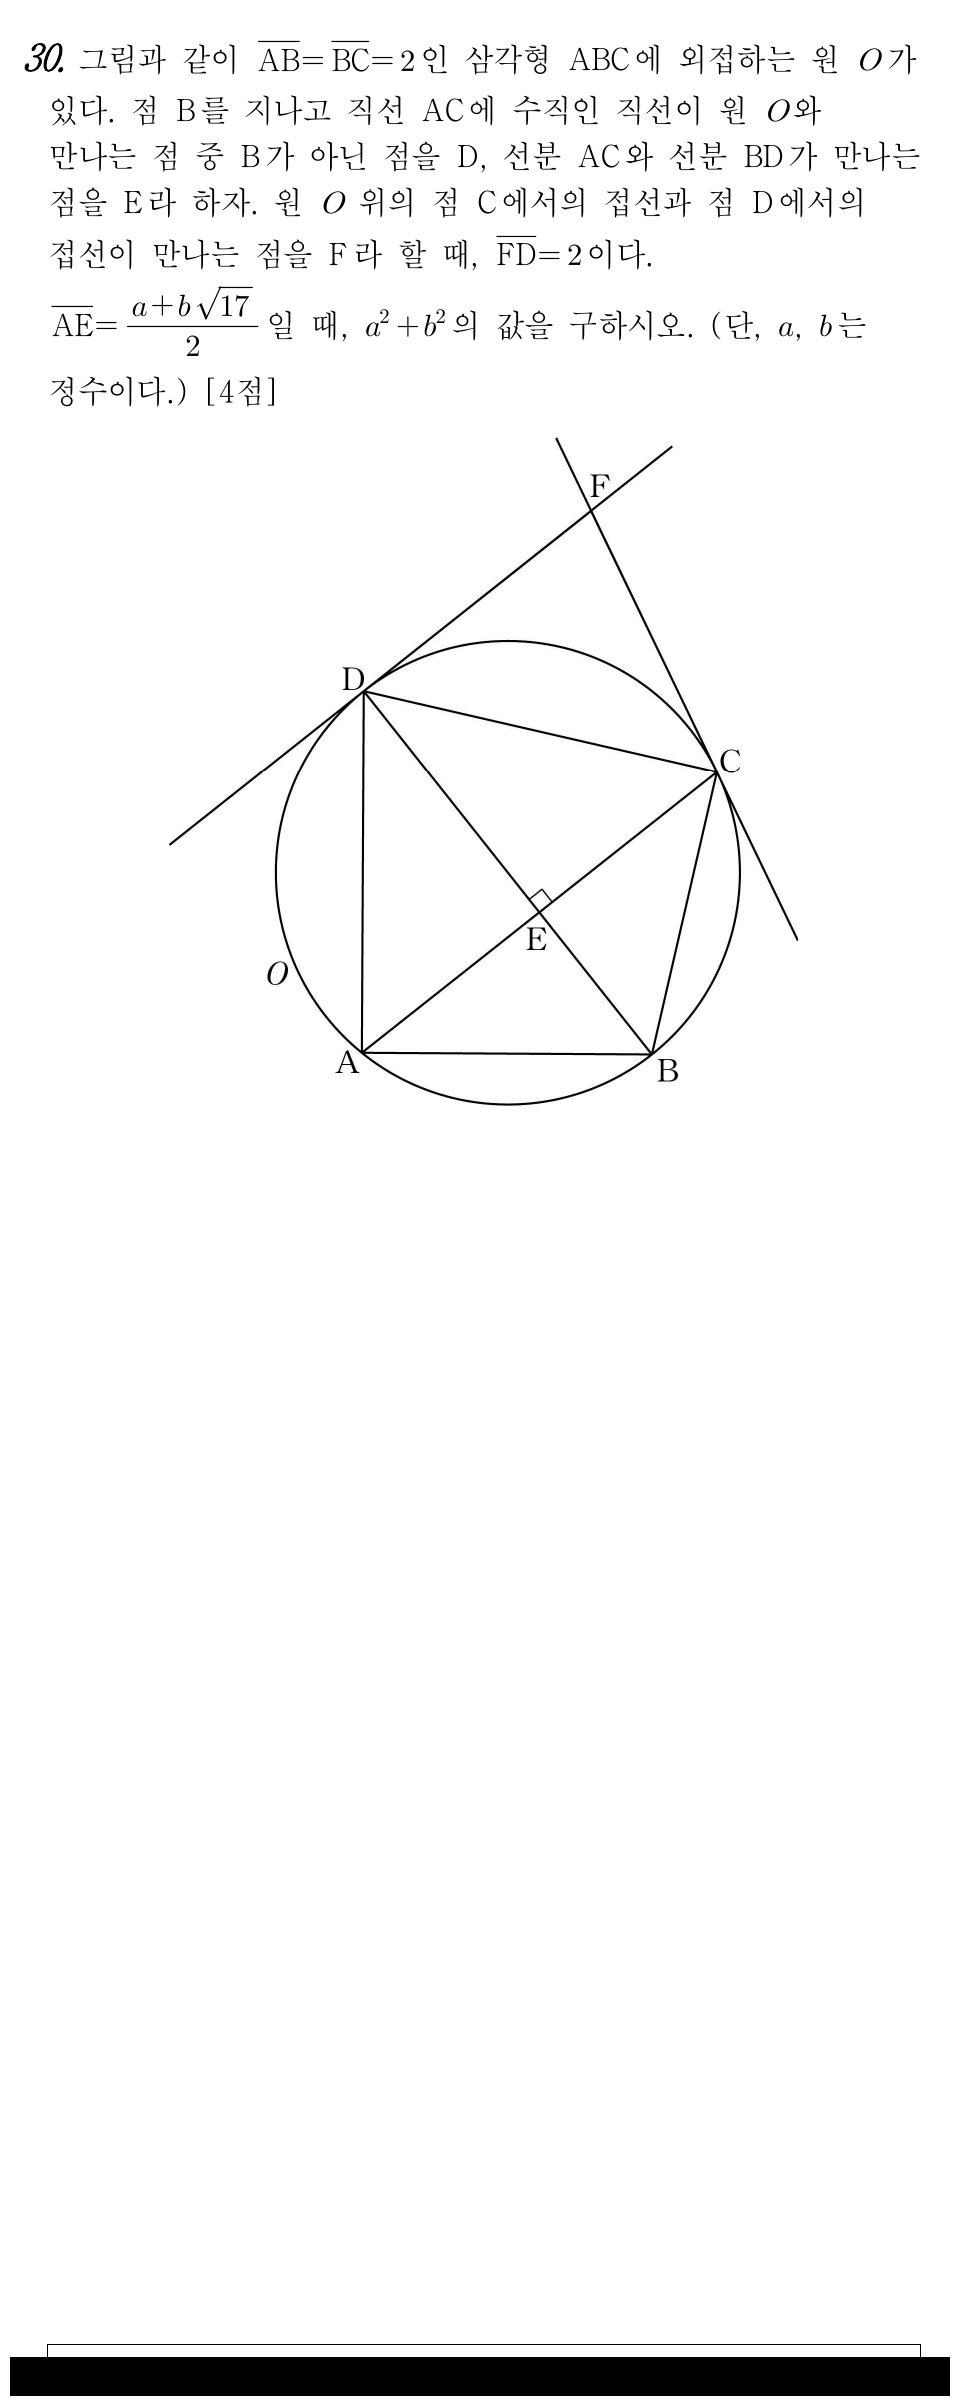 30. 그림과 같이 $\overline{AB}=\overline{BC}=2$인 삼각형 ABC에 외접하는 원 $O$가
있다. 점 B를 지나고 직선 AC에 수직인 직선이 원 $O$와
만나는 점 중 B가 아닌 점을 D, 선분 AC와 선분 BD가 만나는
점을 E라 하자. 원 $O$ 위의 점 C에서의 접선과 점 D에서의
접선이 만나는 점을 F라 할 때, $\overline{FD}=2$이다.
$\overline{AE}=\frac{a+b\sqrt{17}}{2}$일 때, $a^2+b^2$의 값을 구하시오. (단, $a$, $b$는
정수이다.) [4점]
F
D
C
E
O
A
B